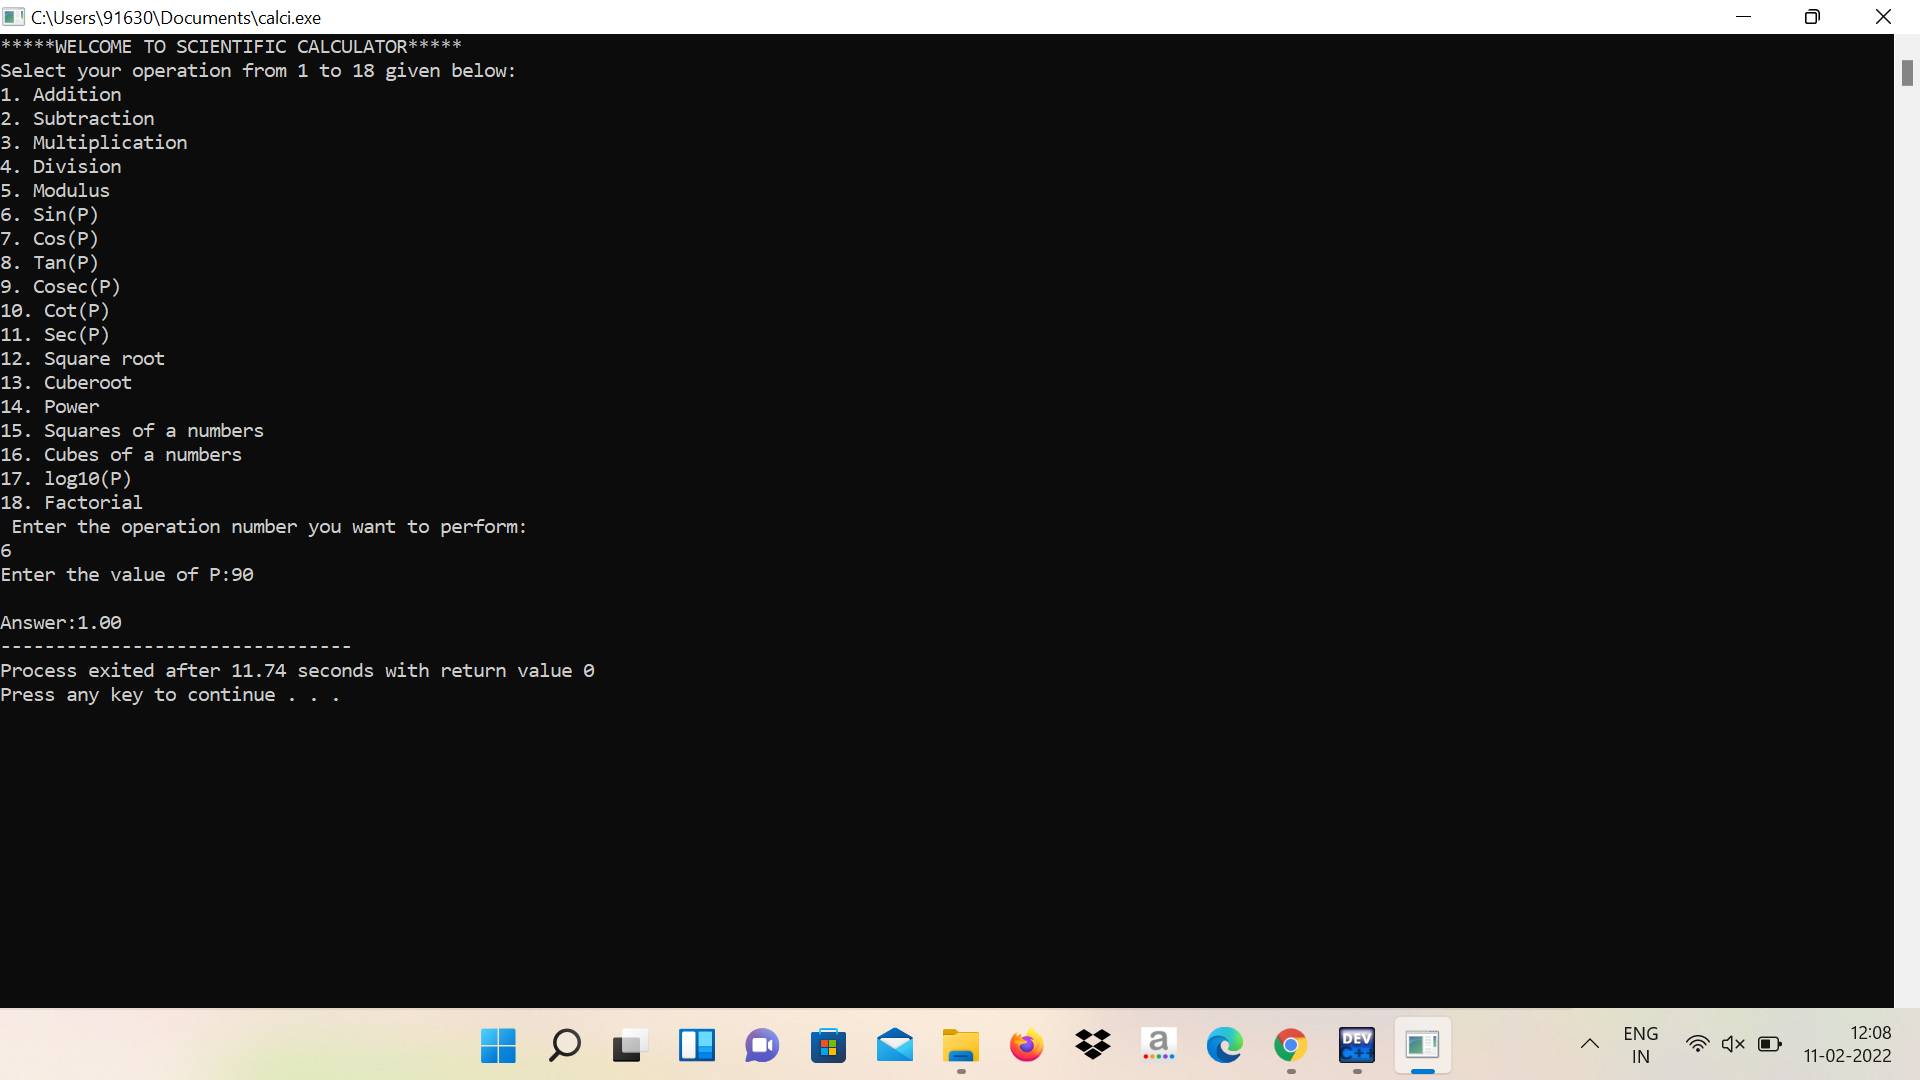 C:\Users\91630\Documents\calci.exe
*****WELCOME TO SCIENTIFIC CALCULATOR*****
Select your operation from 1 to 18 given below:
1. Addition
2. Subtraction
3. Multiplication
4. Division
5. Modulus
6. Sin(P)
7. Cos(P)
8. Tan(P)
9. Cosec(P)
10. Cot(P)
11. Sec(P)
12. Square root
13. Cuberoot
14. Power
15. Squares of a numbers
16. Cubes of a numbers
17. log10(P)
18. Factorial
 Enter the operation number you want to perform:
6
Enter the value of P:90

Answer:1.00
--------------------------------
Process exited after 11.74 seconds with return value 0
Press any key to continue . . .
a
DEV
C++
ENG
IN
12:08
11-02-2022